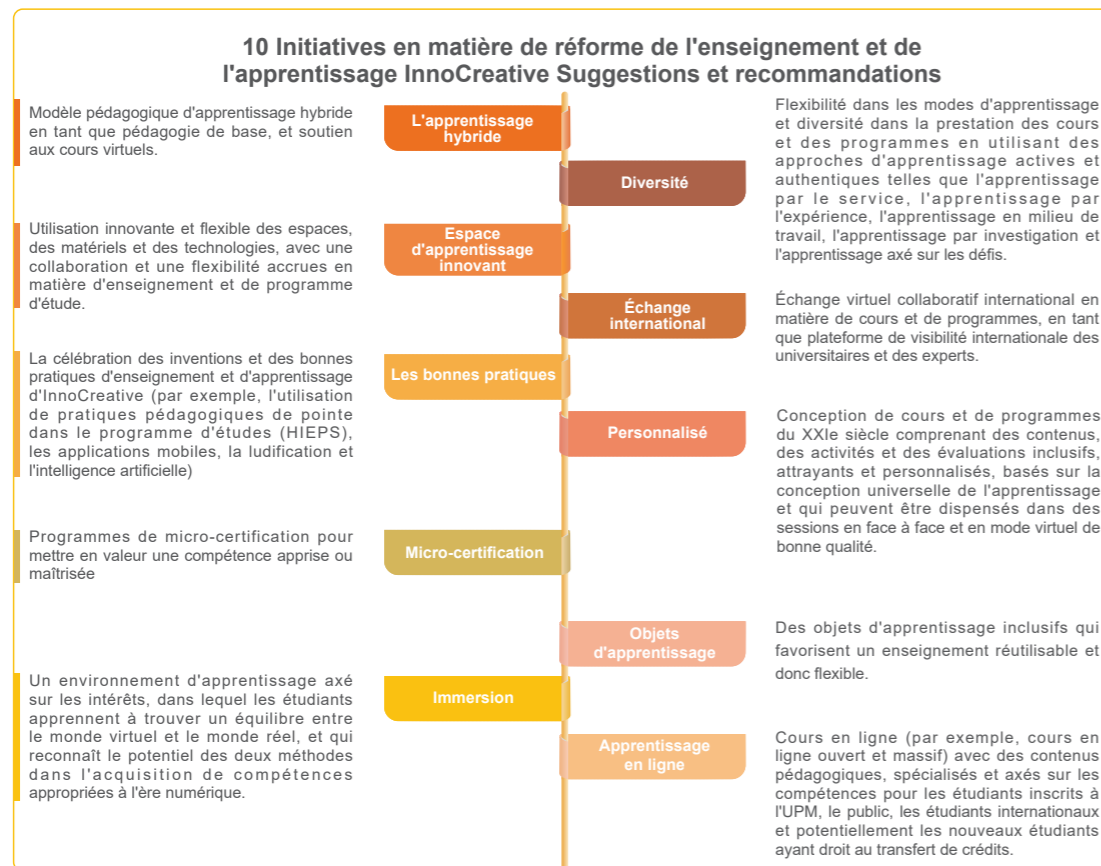 10 Initiatives en matière de réforme de l'enseignement et de
l'apprentissage InnoCreative Suggestions et recommandations
Modèle pédagogique d'apprentissage hybride
en tant que pédagogie de base, et soutien
aux cours virtuels.
L'apprentissage
hybride
Flexibilité dans les modes d'apprentissage
et diversité dans la prestation des cours
et des programmes en utilisant des
approches d'apprentissage actives et
authentiques telles que l'apprentissage
par le service, l'apprentissage par
l'expérience, l'apprentissage en milieu de
travail, l'apprentissage par investigation et
l'apprentissage axé sur les défis.
Diversité
Utilisation innovante et flexible des espaces,
des matériels et des technologies, avec une
collaboration et une flexibilité accrues en
matière d'enseignement et de programme
d'étude.
Espace
d'apprentissage
innovant
Échange
international
Échange virtuel collaboratif international en
matière de cours et de programmes, en tant
que plateforme de visibilité internationale des
universitaires et des experts.
La célébration des inventions et des bonnes
pratiques d'enseignement et d'apprentissage
d'InnoCreative (par exemple, l'utilisation
de pratiques pédagogiques de pointe
dans le programme d'études (HIEPS),
les applications mobiles, la ludification et
l'intelligence artificielle)
Les bonnes pratiques
Personnalisé
Conception de cours et de programmes
du XXIe siècle comprenant des contenus,
des activités et des évaluations inclusifs,
attrayants et personnalisés, basés sur la
conception universelle de l'apprentissage
et qui peuvent être dispensés dans des
sessions en face à face et en mode virtuel de
bonne qualité.
Programmes de micro-certification pour
mettre en valeur une compétence apprise ou
maîtrisée
Micro-certification
Objets
d'apprentissage
Des objets d'apprentissage inclusifs qui
favorisent un enseignement réutilisable et
donc flexible.
Un environnement d'apprentissage axé
sur les intérêts, dans lequel les étudiants
apprennent à trouver un équilibre entre
le monde virtuel et le monde réel, et qui
reconnaît le potentiel des deux méthodes
dans l'acquisition de compétences
appropriées à l'ère numérique.
Immersion
Apprentissage
en ligne
Cours en ligne (par exemple, cours en
ligne ouvert et massif) avec des contenus
pédagogiques, spécialisés et axés sur les
compétences pour les étudiants inscrits à
l'UPM, le public, les étudiants internationaux
et potentiellement les nouveaux étudiants
ayant droit au transfert de crédits.